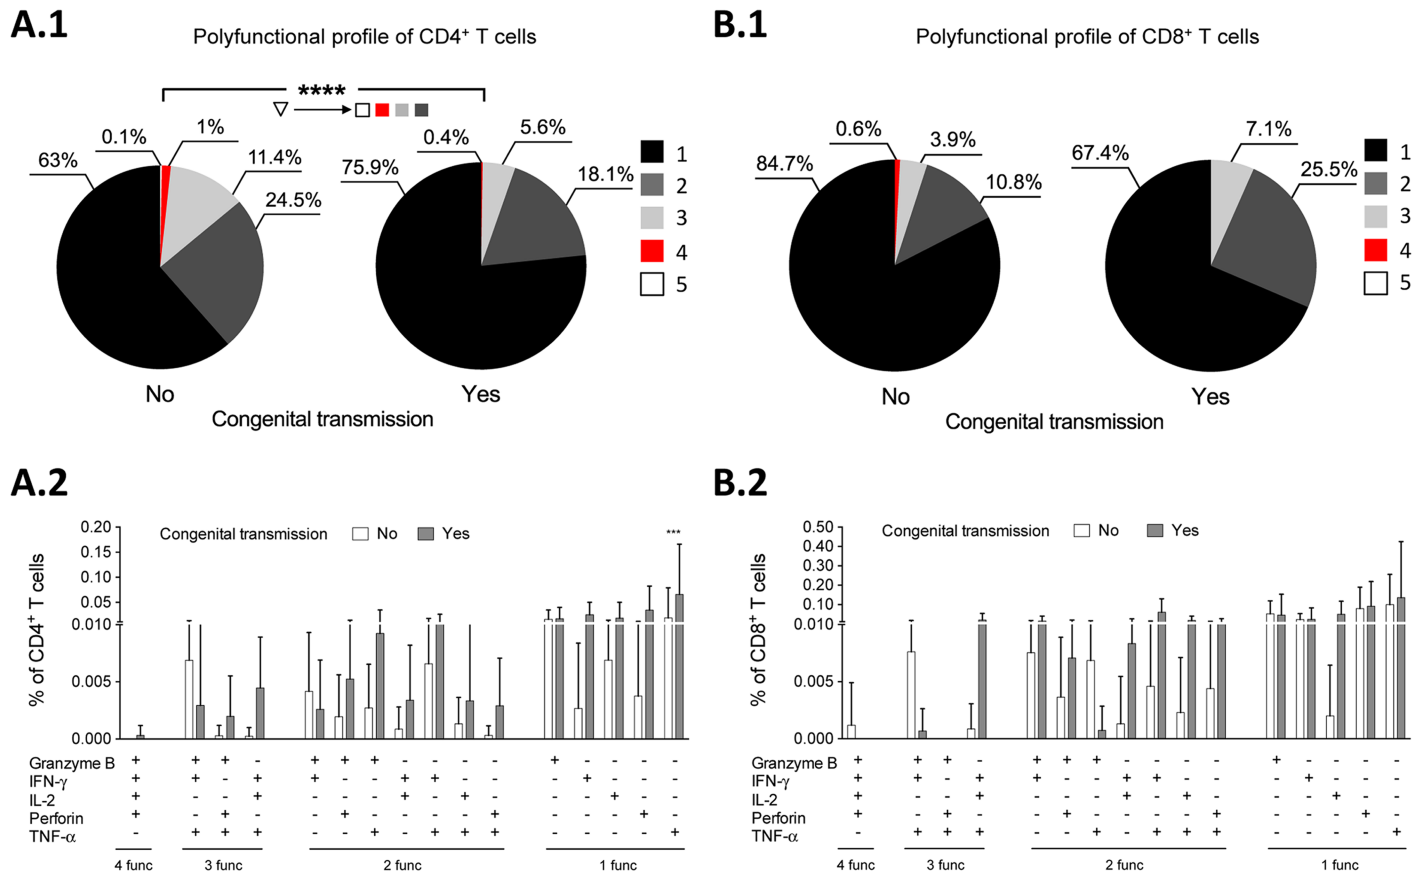 A.1
Polyfunctional profile of CD4⁺ T cells
****
63%
0.1%
1%
11.4%
24.5%
75.9%
0.4%
5.6%
18.1%
1
2
3
4
5
No
Yes
Congenital transmission
B.1
Polyfunctional profile of CD8⁺ T cells
84.7%
0.6%
3.9%
10.8%
67.4%
7.1%
25.5%
1
2
3
4
5
No
Yes
Congenital transmission
A.2
Congenital transmission No Yes
***
% of CD4⁺ T cells
0.20
0.15
0.10
0.05
0.010
0.005
0.000
Granzyme B + + + - + + + - - - - + - - - -
IFN-γ + + - + + - - + + - - - + - - -
IL-2 + - - + - - - + - + - - - + - -
Perforin + - + - - + - - - - + - - - + -
TNF-α - + + + - - + - + + + - - - - +
4 func 3 func 2 func 1 func
B.2
Congenital transmission No Yes
% of CD8⁺ T cells
0.50
0.40
0.30
0.20
0.10
0.010
0.005
0.000
Granzyme B + + + - + + + - - - - + - - - -
IFN-γ + + - + + - - + + - - - + - - -
IL-2 + - - + - - - + - + - - - + - -
Perforin + - + - - + - - - - + - - - + -
TNF-α - + + + - - + - + + + - - - - +
4 func 3 func 2 func 1 func